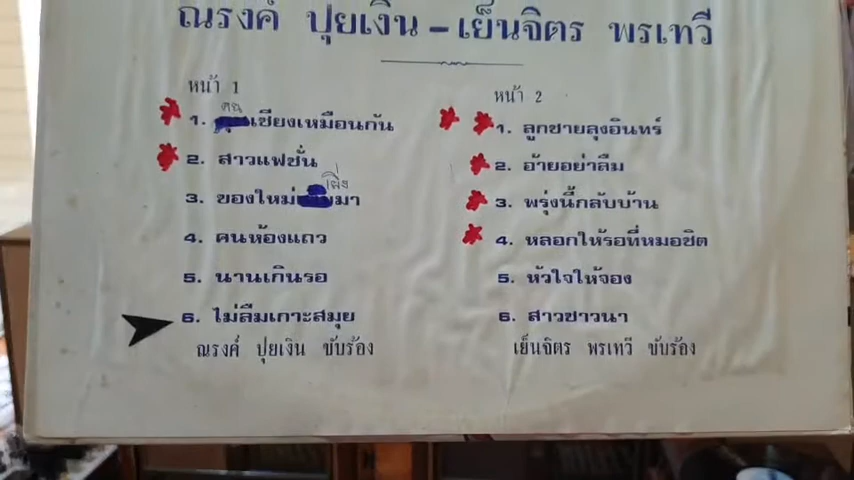 ณรงค์ ปุยเงิน - เย็นจิตร พรเทวี
หน้า 1
1. คนเซียงเหมือนกัน
2. สาวแฟชั่น
3. ของใหม่เพิ่งมา
4. คนห้องแถว
5. นานเกินรอ
6. ไม่ลืมเกาะสมุย
ณรงค์ ปุยเงิน ขับร้อง
หน้า 2
1. ลูกชายลุงอินทร์
2. อ้ายอย่าลืม
3. พรุ่งนี้กลับบ้าน
4. หลอกให้รอที่หมอชิต
5. หัวใจให้จอง
6. สาวชาวนา
เย็นจิตร พรเทวี ขับร้อง